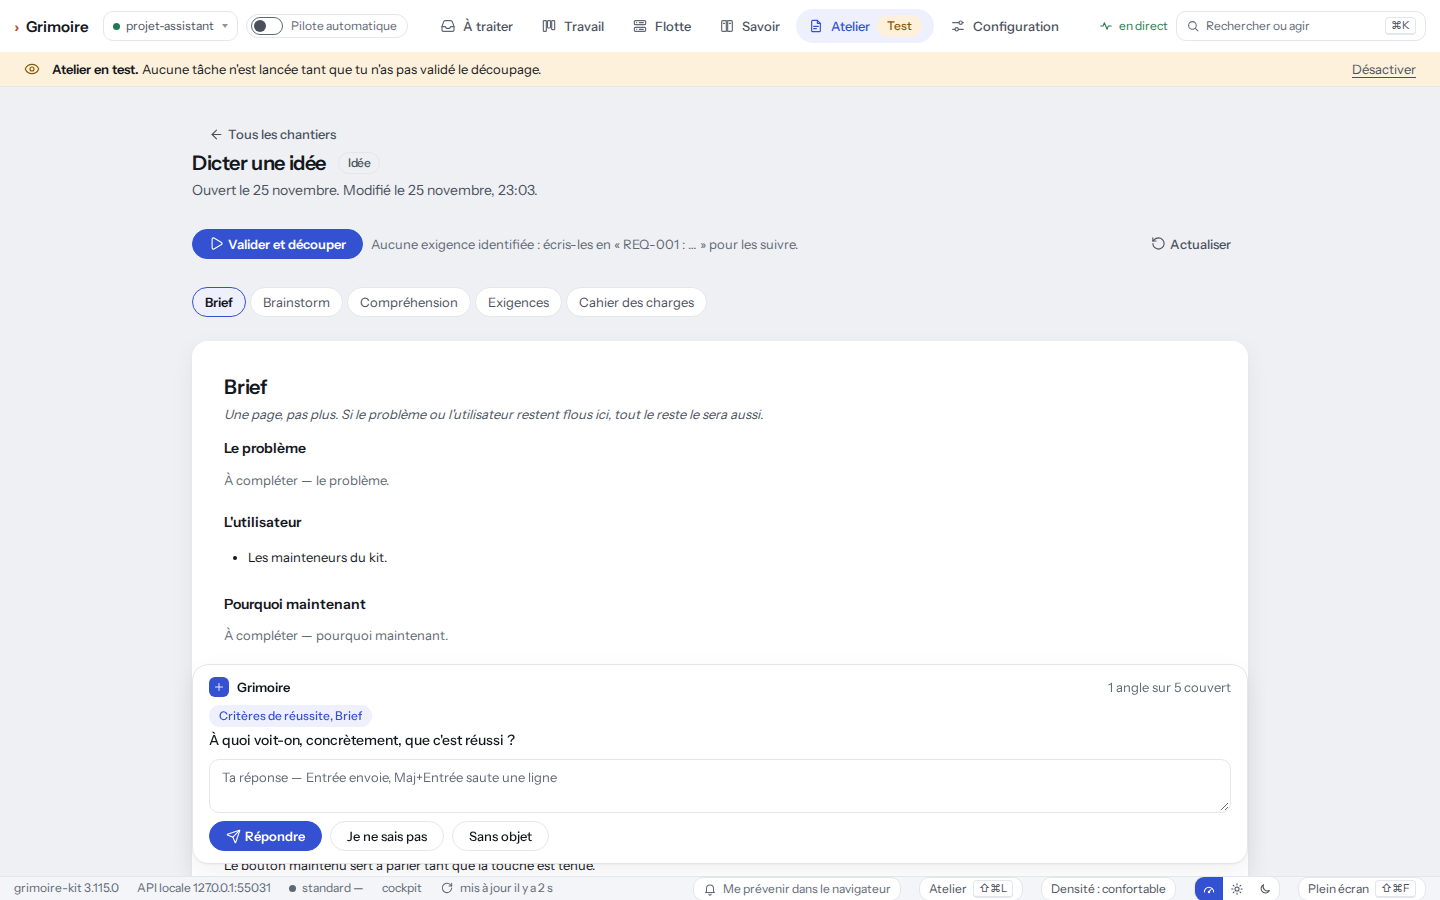 Grimoire
projet-assistant
Pilote automatique
À traiter
Travail
Flotte
Savoir
Atelier
Test
Configuration
en direct
Rechercher ou agir
⌘K
Atelier en test. Aucune tâche n'est lancée tant que tu n'as pas validé le découpage.
Désactiver
← Tous les chantiers
Dicter une idée
Idée
Ouvert le 25 novembre. Modifié le 25 novembre, 23:03.
Valider et découper
Aucune exigence identifiée : écris-les en « REQ-001 : … » pour les suivre.
Actualiser
Brief
Brainstorm
Compréhension
Exigences
Cahier des charges
Brief
Une page, pas plus. Si le problème ou l'utilisateur restent flous ici, tout le reste le sera aussi.
Le problème
À compléter — le problème.
L'utilisateur
• Les mainteneurs du kit.
Pourquoi maintenant
À compléter — pourquoi maintenant.
Grimoire
1 angle sur 5 couvert
Critères de réussite, Brief
À quoi voit-on, concrètement, que c'est réussi ?
Ta réponse — Entrée envoie, Maj+Entrée saute une ligne
Répondre
Je ne sais pas
Sans objet
Le bouton maintenu sert à parler tant que la touche est tenue.
grimoire-kit 3.115.0
API locale 127.0.0.1:55031
standard —
cockpit
mis à jour il y a 2 s
Me prévenir dans le navigateur
Atelier
⇧⌘L
Densité : confortable
Plein écran
⇧⌘F